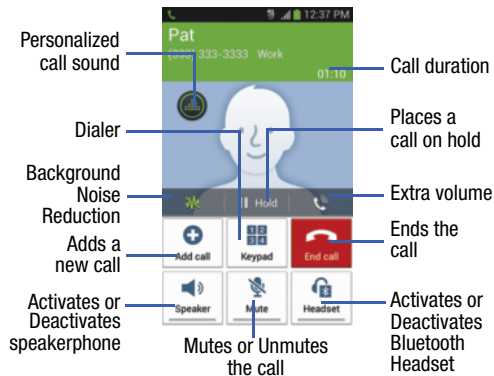 12:37 PM
Pat
(333) 333-3333 Work
01:10
Personalized
call sound
Call duration
Dialer
Places a
call on hold
Background
Noise
Reduction
Hold
Extra volume
Adds a
new call
Add call
Keypad
End call
Ends the
call
Activates or
Deactivates
speakerphone
Speaker
Mute
Headset
Activates or
Deactivates
Bluetooth
Headset
Mutes or Unmutes
the call